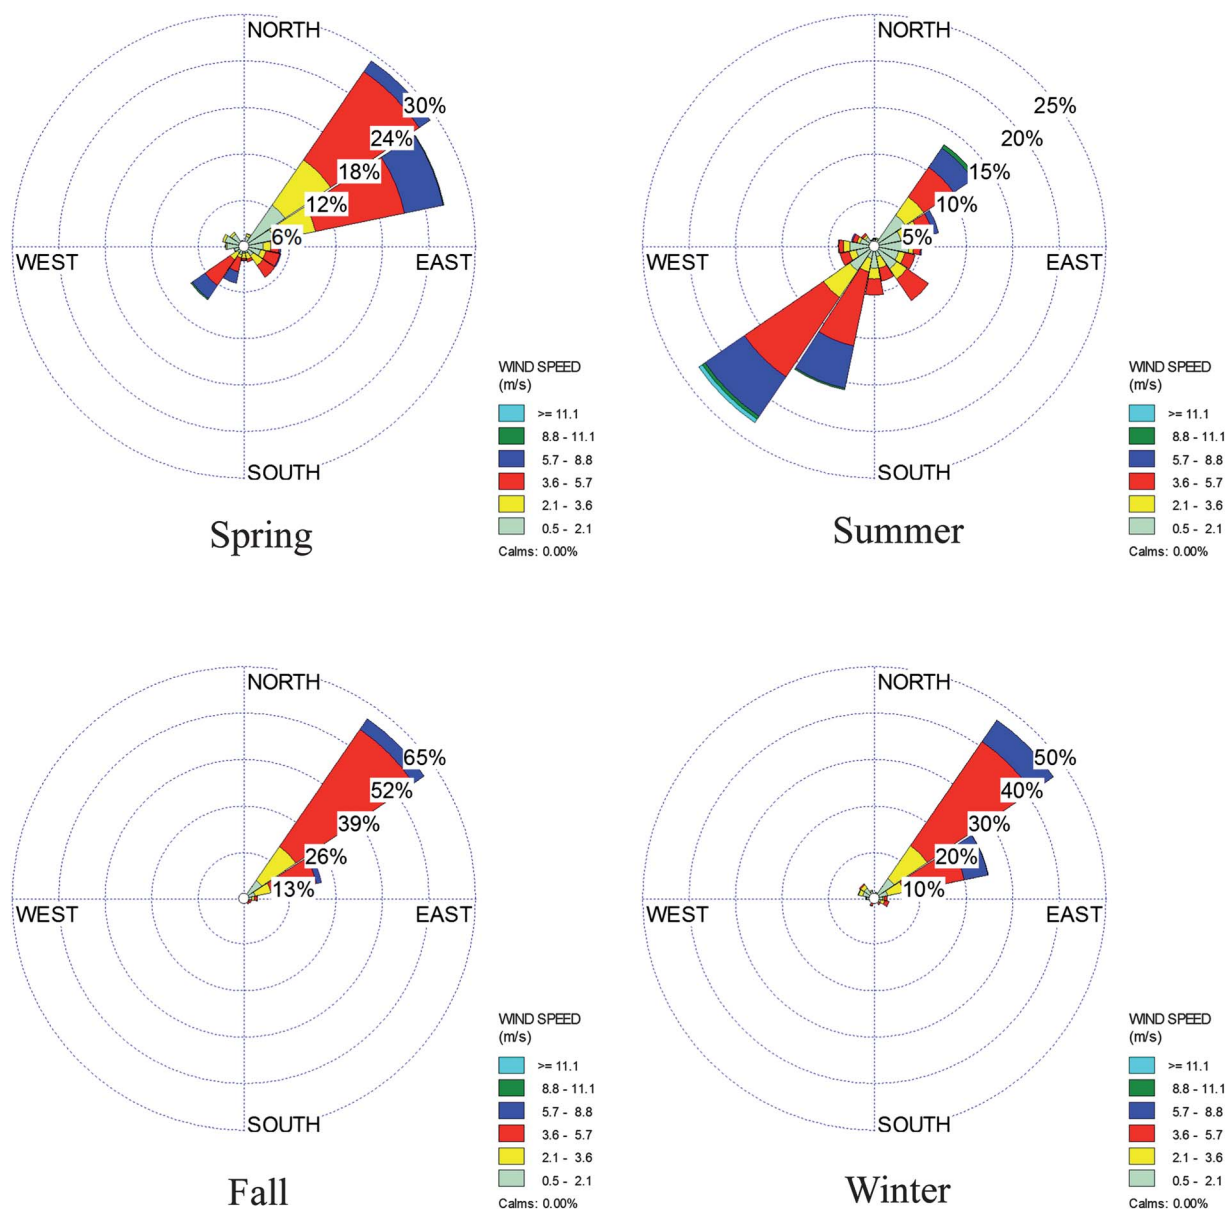 NORTH
30%
24%
18%
12%
6%
WEST
EAST
SOUTH
WIND SPEED
(m/s)
>= 11.1
8.8 - 11.1
5.7 - 8.8
3.6 - 5.7
2.1 - 3.6
0.5 - 2.1
Calms: 0.00%
Spring
NORTH
25%
20%
15%
10%
5%
WEST
EAST
SOUTH
WIND SPEED
(m/s)
>= 11.1
8.8 - 11.1
5.7 - 8.8
3.6 - 5.7
2.1 - 3.6
0.5 - 2.1
Calms: 0.00%
Summer
NORTH
65%
52%
39%
26%
13%
WEST
EAST
SOUTH
WIND SPEED
(m/s)
>= 11.1
8.8 - 11.1
5.7 - 8.8
3.6 - 5.7
2.1 - 3.6
0.5 - 2.1
Calms: 0.00%
Fall
NORTH
50%
40%
30%
20%
10%
WEST
EAST
SOUTH
WIND SPEED
(m/s)
>= 11.1
8.8 - 11.1
5.7 - 8.8
3.6 - 5.7
2.1 - 3.6
0.5 - 2.1
Calms: 0.00%
Winter